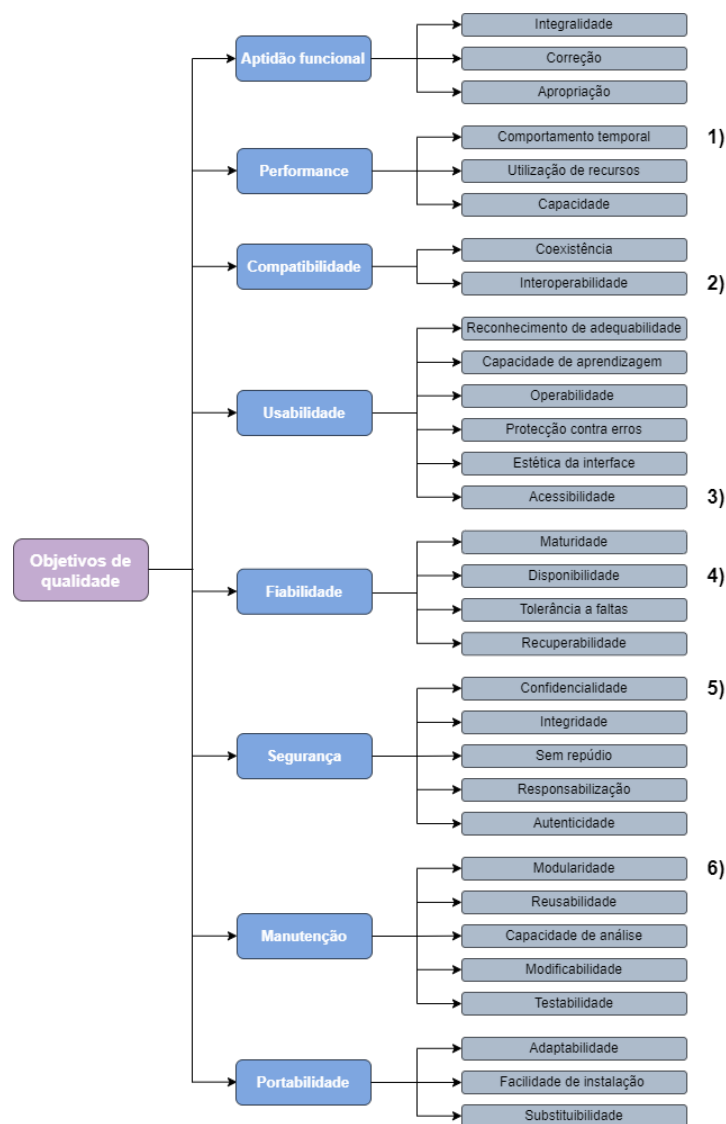 Objetivos de
qualidade
Aptidão funcional
Integralidade
Correção
Apropriação
Performance
Comportamento temporal 1)
Utilização de recursos
Capacidade
Compatibilidade
Coexistência
Interoperabilidade 2)
Usabilidade
Reconhecimento de adequabilidade
Capacidade de aprendizagem
Operabilidade
Protecção contra erros
Estética da interface
Acessibilidade 3)
Fiabilidade
Maturidade
Disponibilidade 4)
Tolerância a faltas
Recuperabilidade
Segurança
Confidencialidade 5)
Integridade
Sem repúdio
Responsabilização
Autenticidade
Manutenção
Modularidade 6)
Reusabilidade
Capacidade de análise
Modificabilidade
Testabilidade
Portabilidade
Adaptabilidade
Facilidade de instalação
Substituibilidade